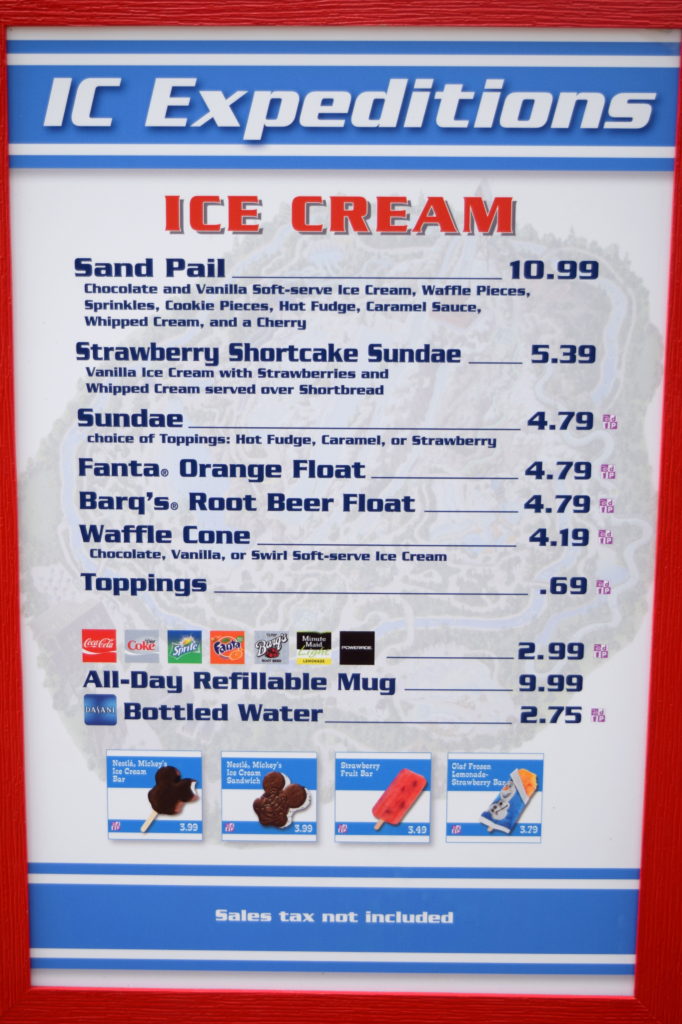 IC Expeditions
ICE CREAM
Sand Pail 10.99
Chocolate and Vanilla Soft-serve Ice Cream, Waffle Pieces,
Sprinkles, Cookie Pieces, Hot Fudge, Caramel Sauce,
Whipped Cream, and a Cherry
Strawberry Shortcake Sundae 5.39
Vanilla Ice Cream with Strawberries and
Whipped Cream served over Shortbread
Sundae 4.79
choice of Toppings: Hot Fudge, Caramel, or Strawberry
Fanta® Orange Float 4.79
Barq's® Root Beer Float 4.79
Waffle Cone 4.19
Chocolate, Vanilla, or Swirl Soft-serve Ice Cream
Toppings .69
Coca-Cola Diet Coke Sprite Fanta Barq's ROOT BEER Minute Maid LEMONADE POWERADE 2.99
All-Day Refillable Mug 9.99
DASANI Bottled Water 2.75
Nestlé, Mickey's
Ice Cream
Bar
3.99
Nestlé, Mickey's
Ice Cream
Sandwich
3.99
Strawberry
Fruit Bar
3.49
Olaf Frozen
Lemonade-
Strawberry Bar
3.79
Sales tax not included